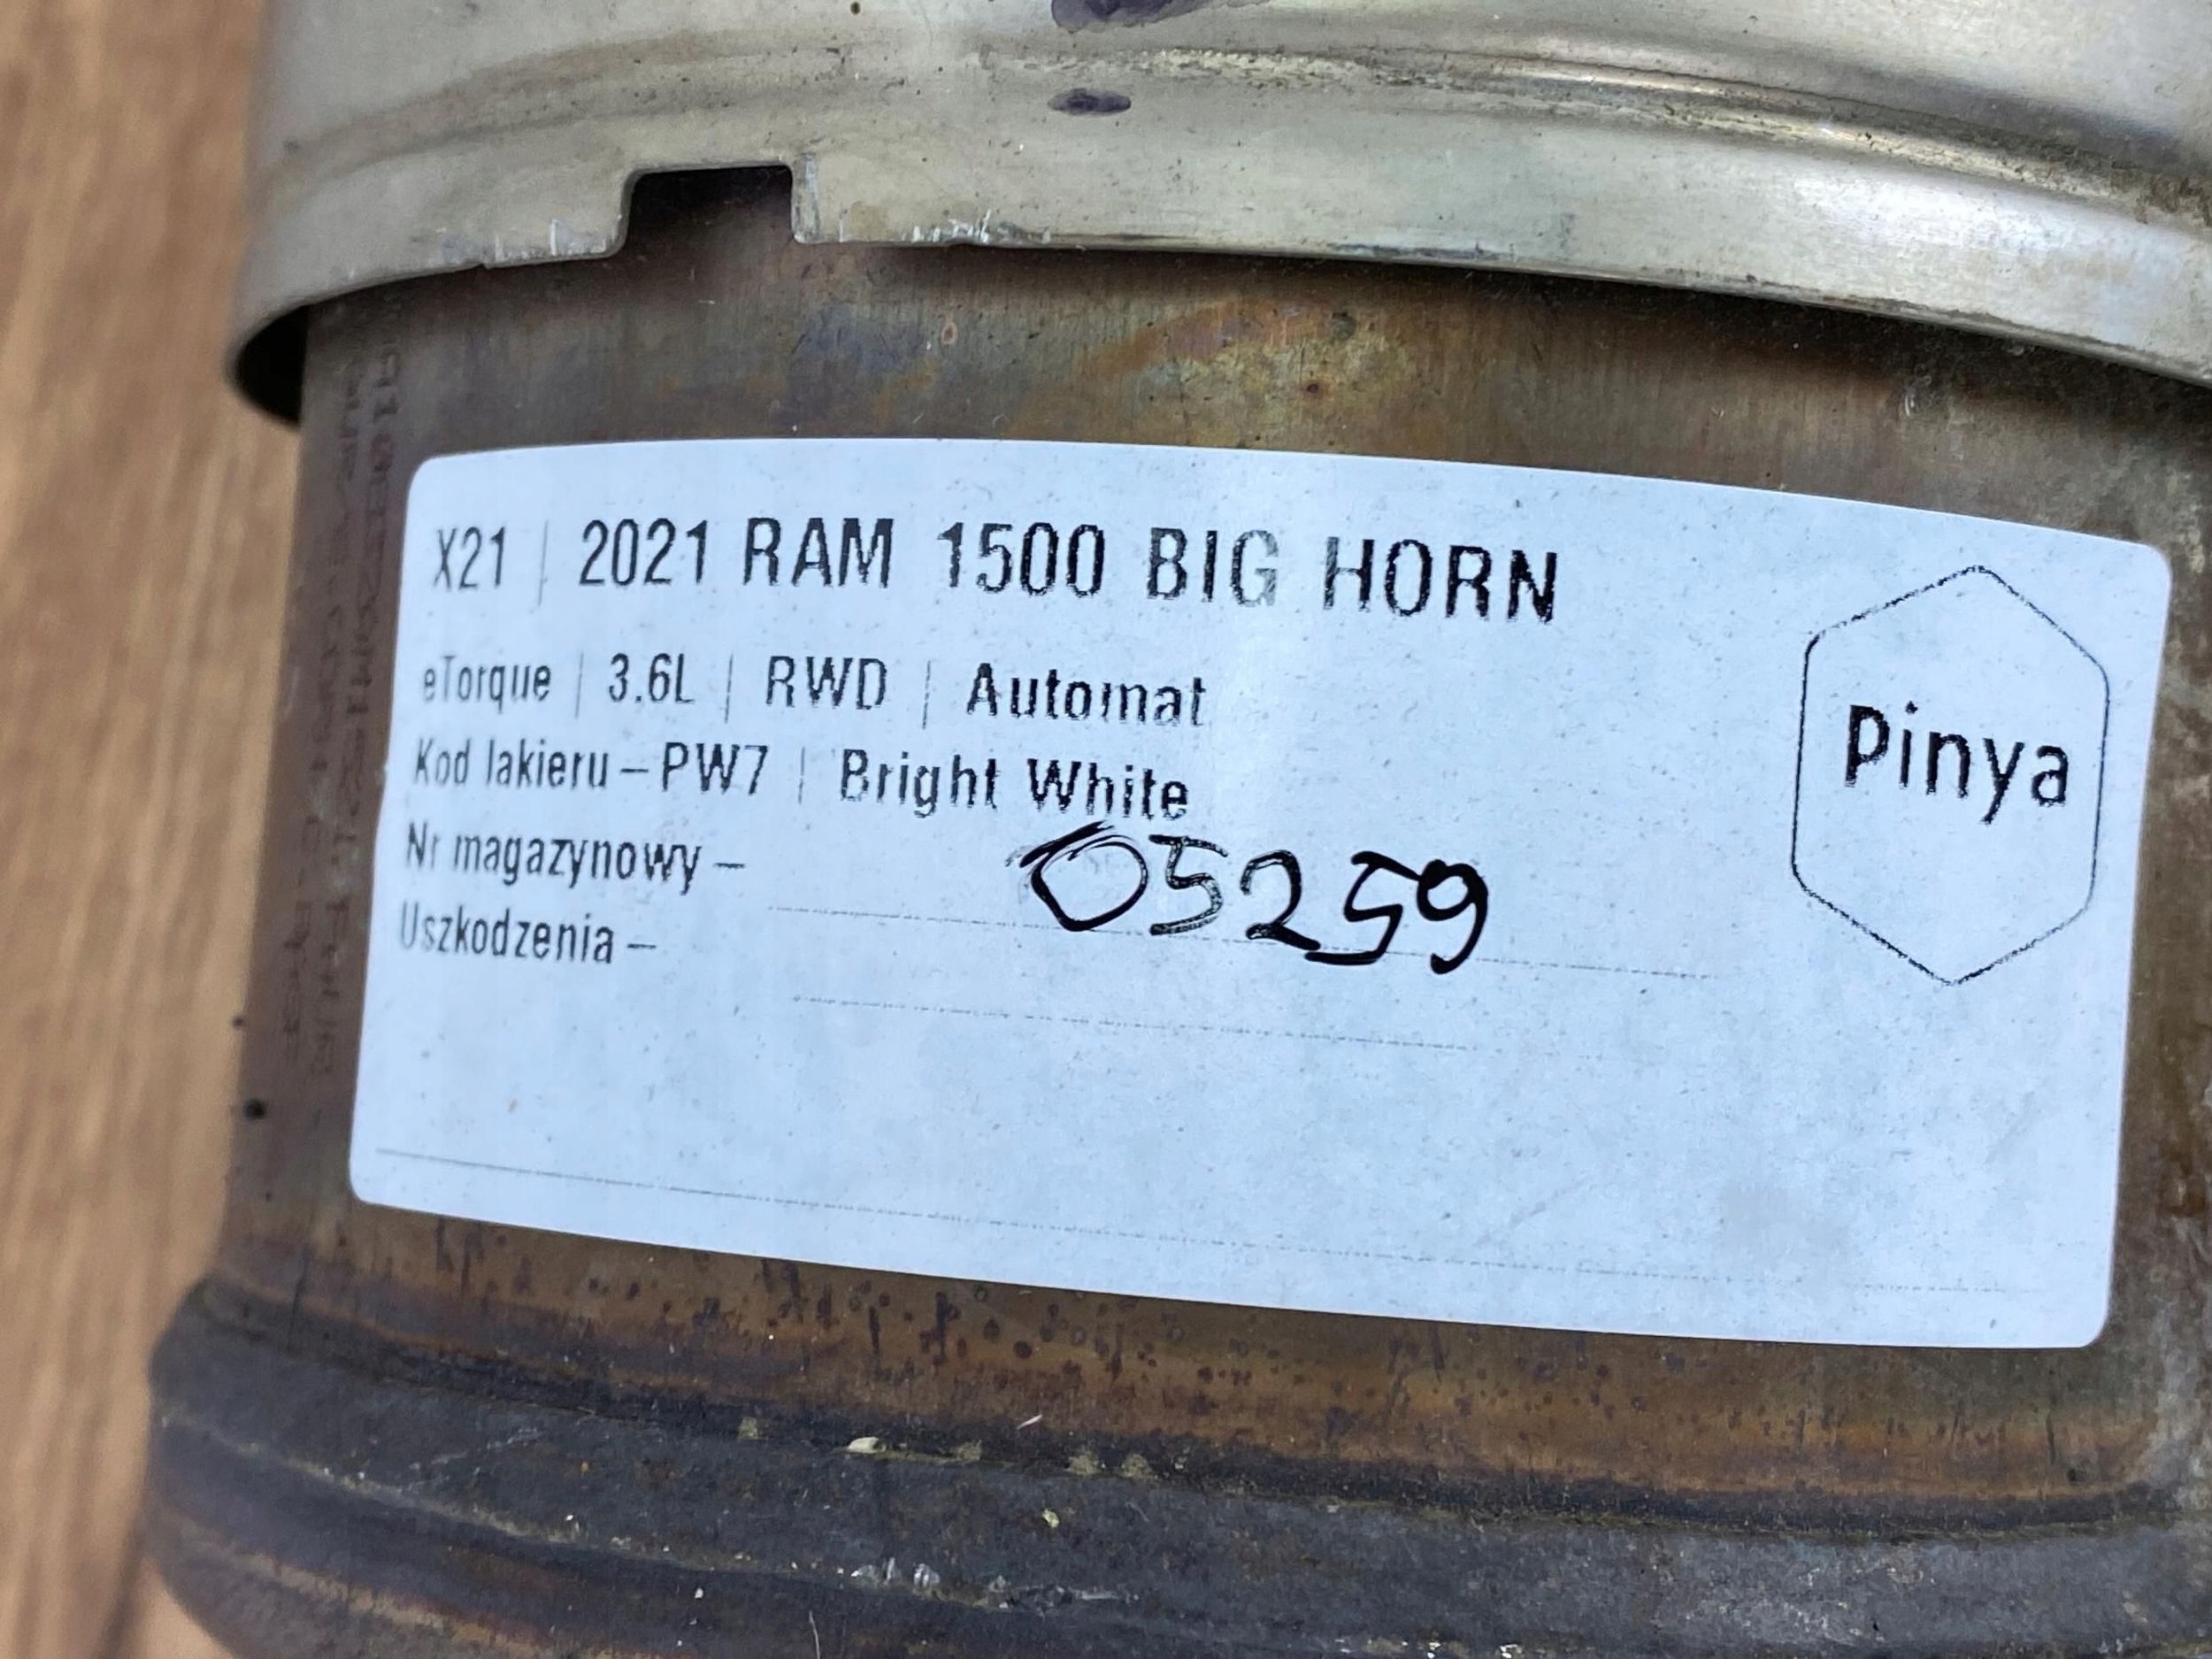 X21 | 2021 RAM 1500 BIG HORN
eTorque | 3.6L | RWD | Automat
Kod lakieru – PW7 | Bright White
Nr magazynowy – 05259
Uszkodzenia –
Pinya